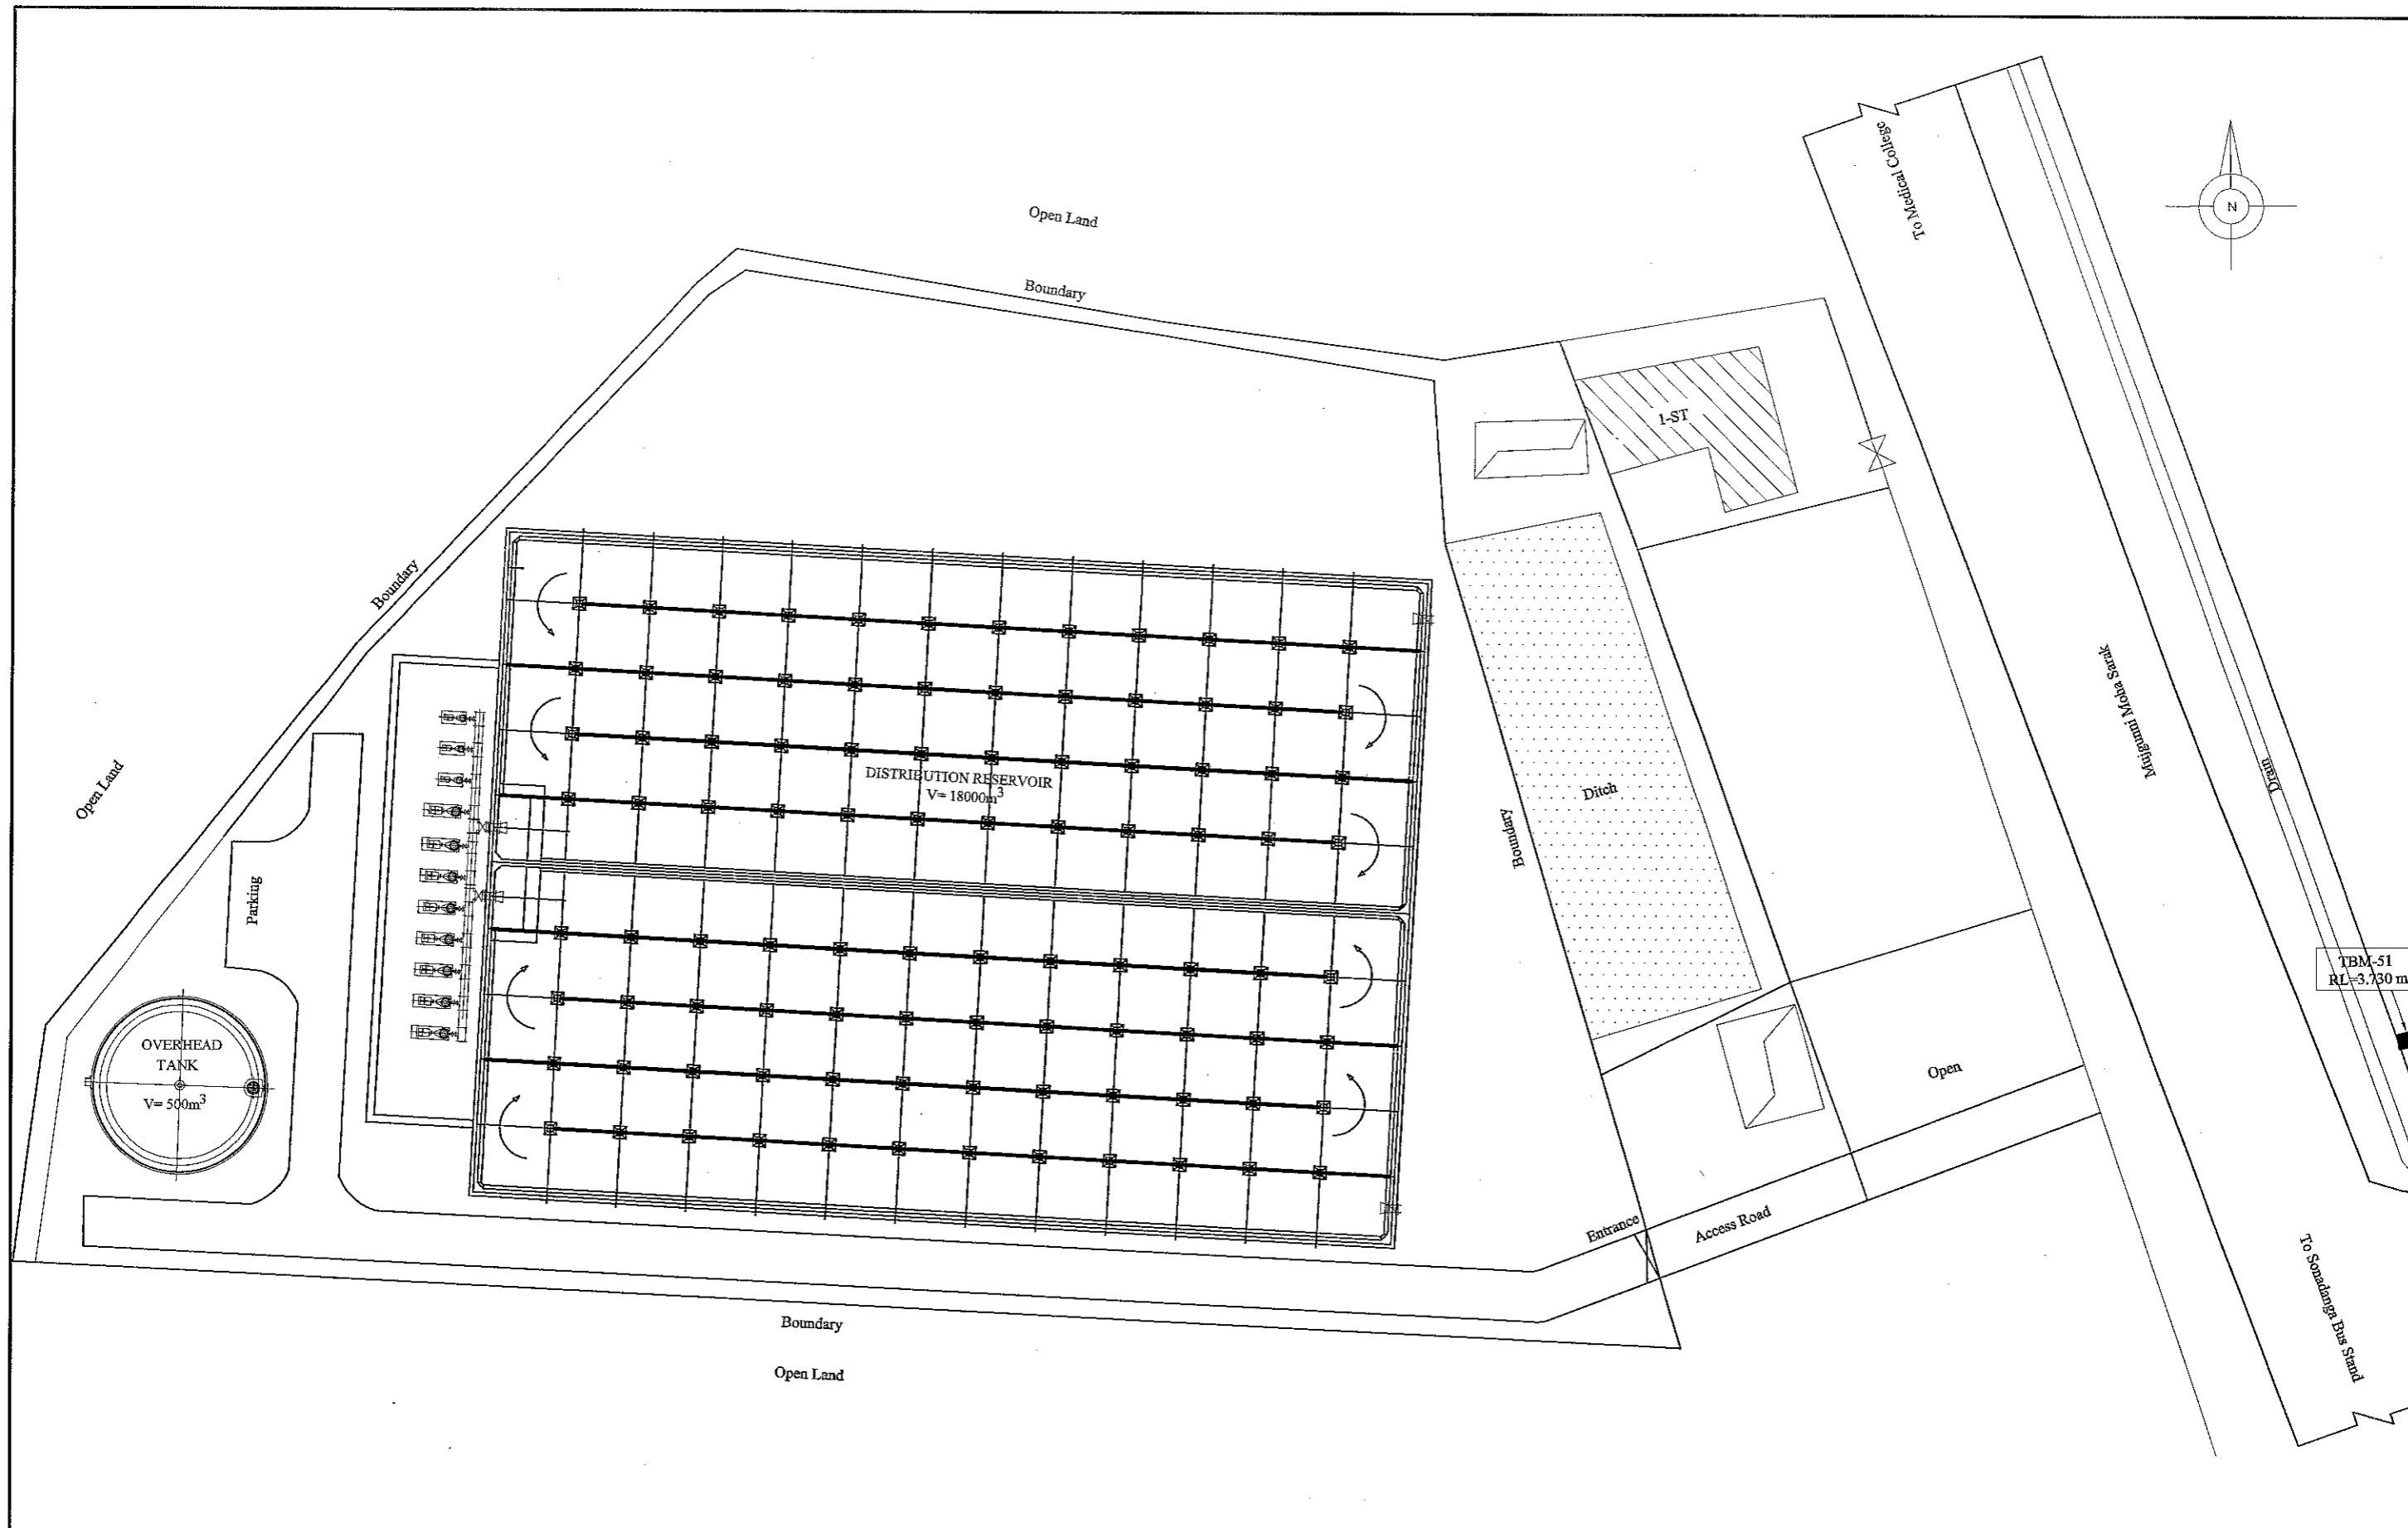 To Medical College
N
Open Land
Boundary
1-ST
Boundary
Mujgunni Moha Sarak
Drain
DISTRIBUTION RESERVOIR
V= 18000m³
Open Land
Ditch
Boundary
Parking
TBM-51
RL=3.730 m
OVERHEAD
TANK
V= 500m³
Open
Entrance
Access Road
To Sonadanga Bus Stand
Boundary
Open Land